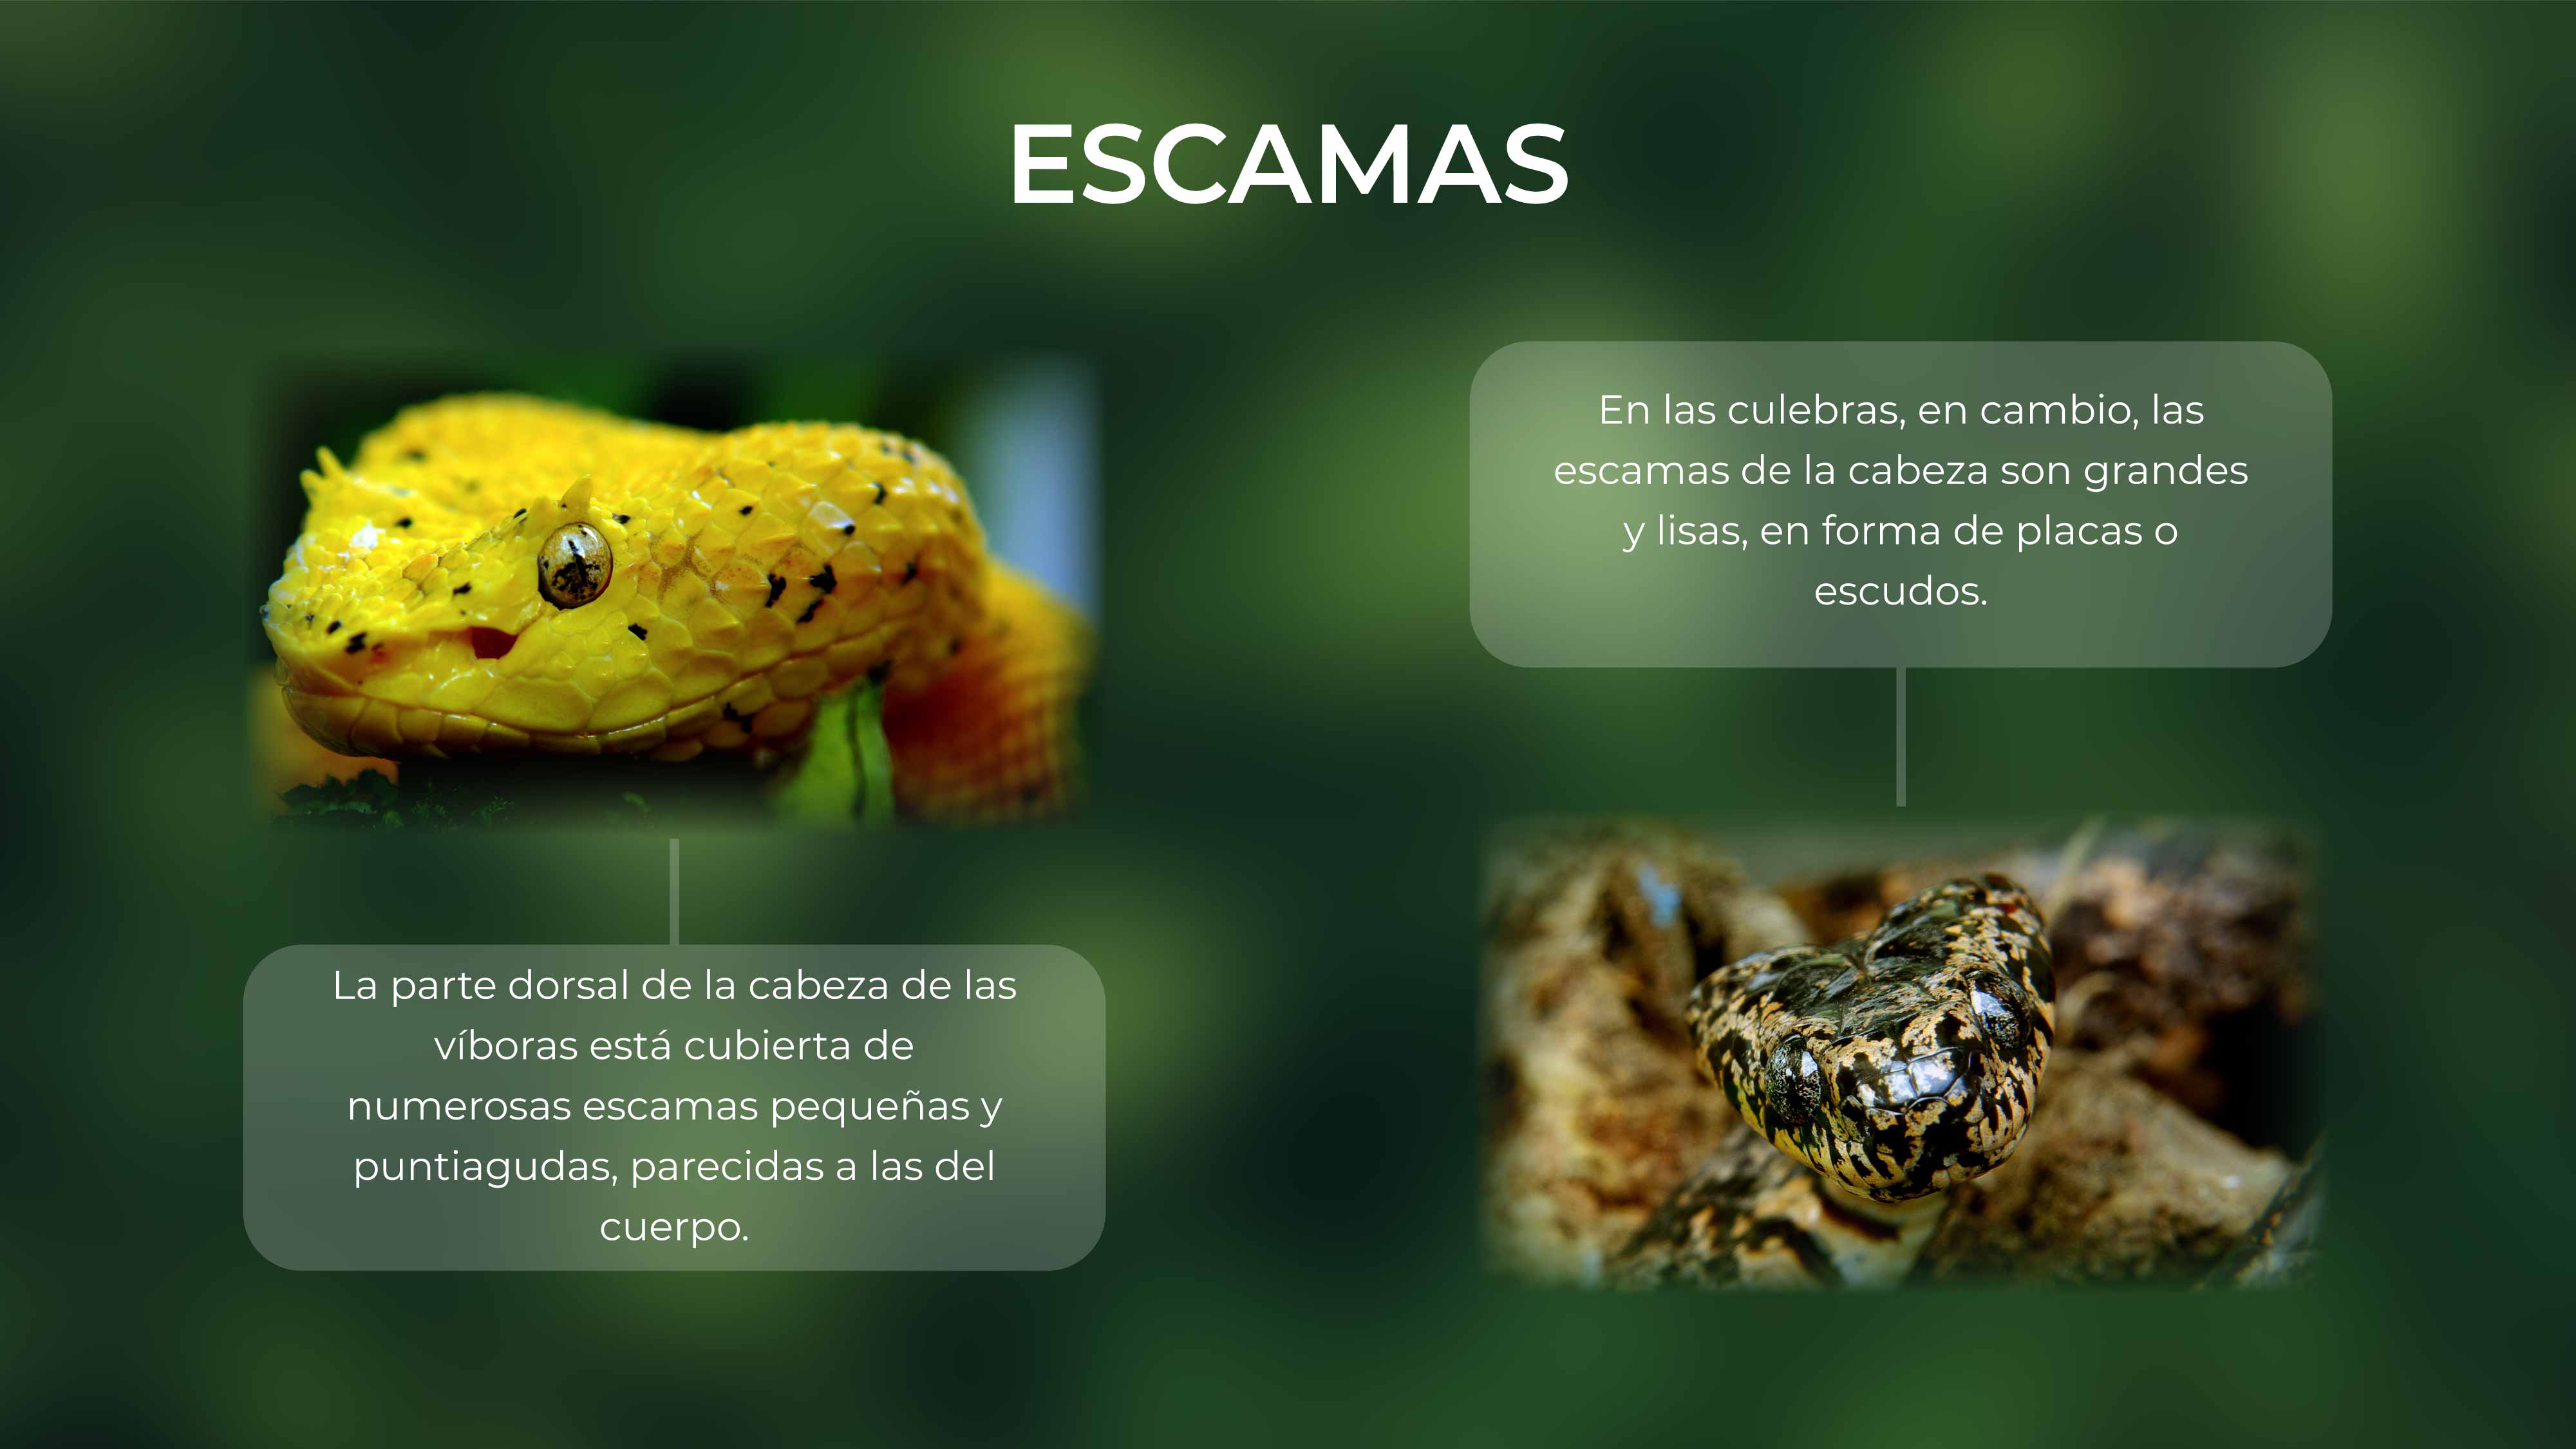 ESCAMAS
En las culebras, en cambio, las
escamas de la cabeza son grandes
y lisas, en forma de placas o
escudos.
La parte dorsal de la cabeza de las
víboras está cubierta de
numerosas escamas pequeñas y
puntiagudas, parecidas a las del
cuerpo.